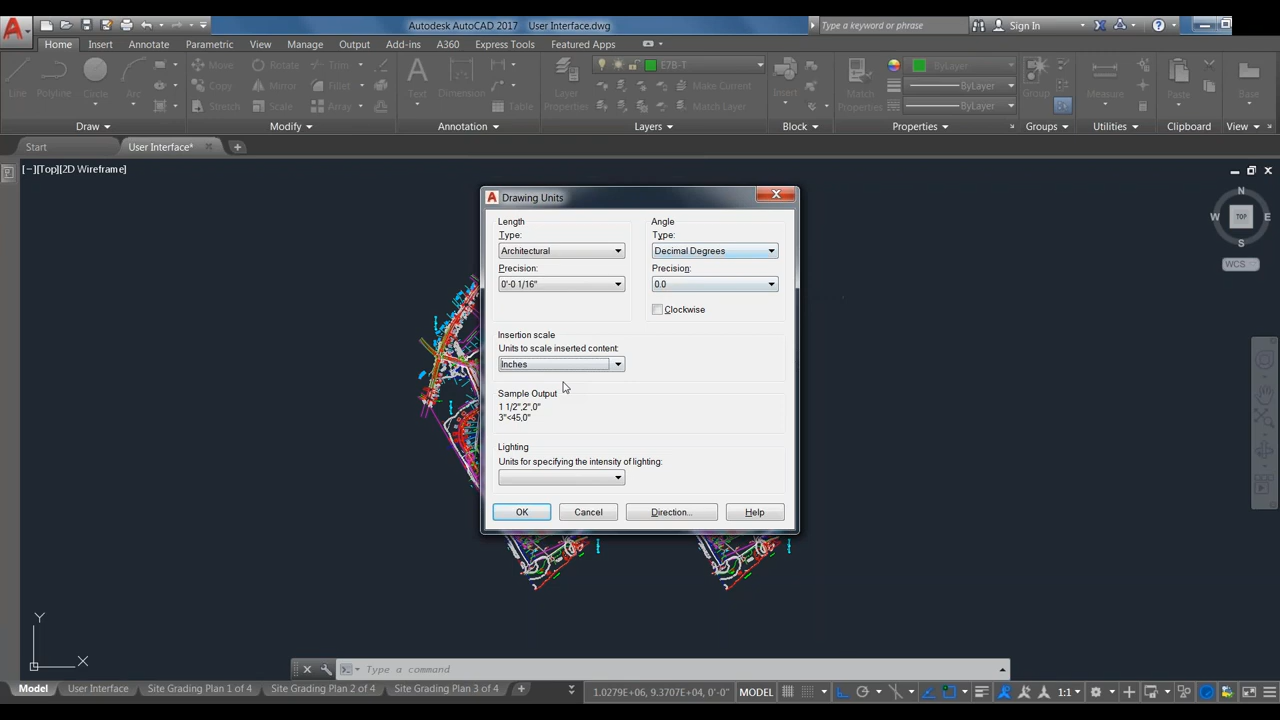 Autodesk AutoCAD 2017 User Interface.dwg
Type a keyword or phrase
Sign In
Home Insert Annotate Parametric View Manage Output Add-ins A360 Express Tools Featured Apps
Line Polyline Circle Arc
Move Rotate Trim
Copy Mirror Fillet
Stretch Scale Array
Text Dimension Table
Layer Properties
E78-T
Make Current
Match Layer
Insert
Match Properties
ByLayer
ByLayer
ByLayer
Group
Measure
Paste
Base
Draw Modify Annotation Layers Block Properties Groups Utilities Clipboard View
Start User Interface*
[−][Top][2D Wireframe]
N
W TOP E
S
WCS
Drawing Units
Length
Type:
Architectural
Precision:
0'-0 1/16"
Angle
Type:
Decimal Degrees
Precision:
0.0
Clockwise
Insertion scale
Units to scale inserted content:
Inches
Sample Output
1 1/2",2",0"
3"<45,0"
Lighting
Units for specifying the intensity of lighting:
OK Cancel Direction... Help
Y
X
Type a command
Model User Interface Site Grading Plan 1 of 4 Site Grading Plan 2 of 4 Site Grading Plan 3 of 4
1.0279E+06, 9.3707E+04, 0'-0" MODEL 1:1